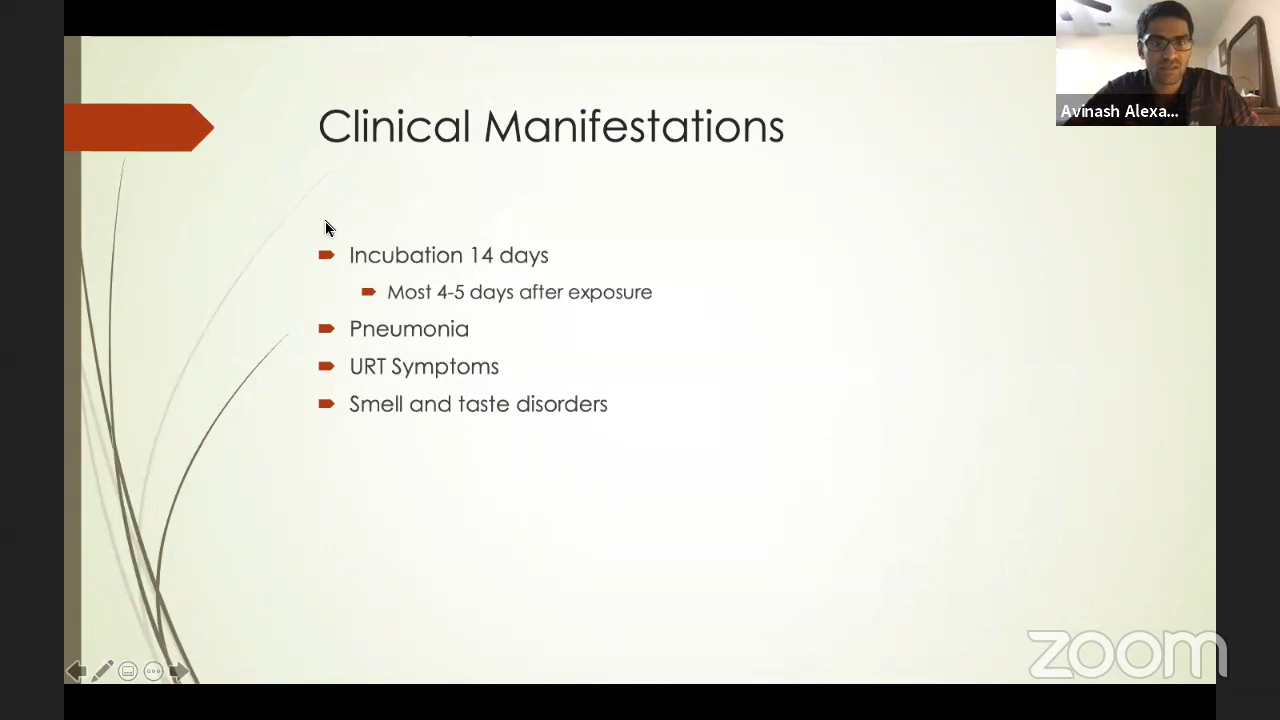 Clinical Manifestations
Avinash Alexa...
Incubation 14 days
Most 4-5 days after exposure
Pneumonia
URT Symptoms
Smell and taste disorders
zoom